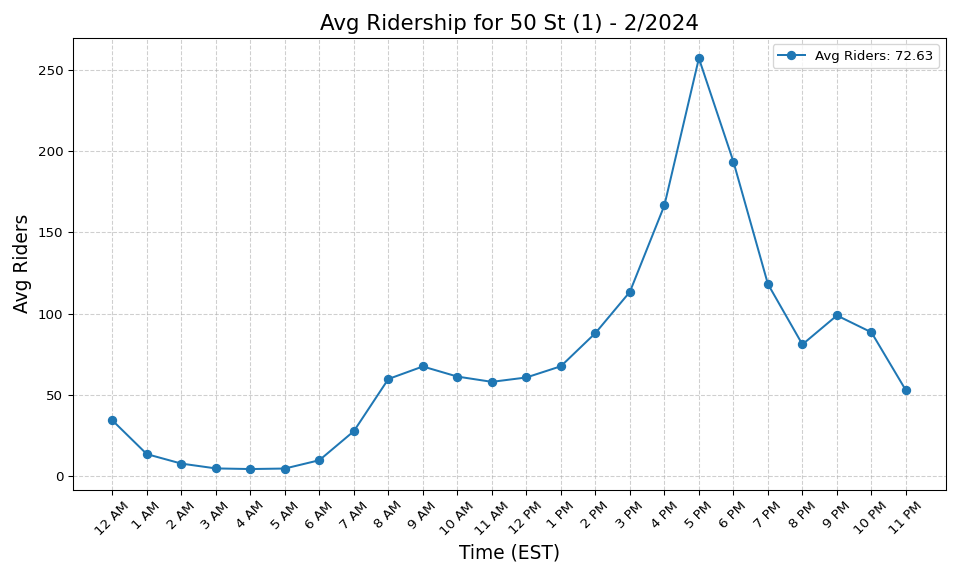 Avg Ridership for 50 St (1) - 2/2024
Avg Riders: 72.63
Avg Riders
250
200
150
100
50
0
12 AM
1 AM
2 AM
3 AM
4 AM
5 AM
6 AM
7 AM
8 AM
9 AM
10 AM
11 AM
12 PM
1 PM
2 PM
3 PM
4 PM
5 PM
6 PM
7 PM
8 PM
9 PM
10 PM
11 PM
Time (EST)